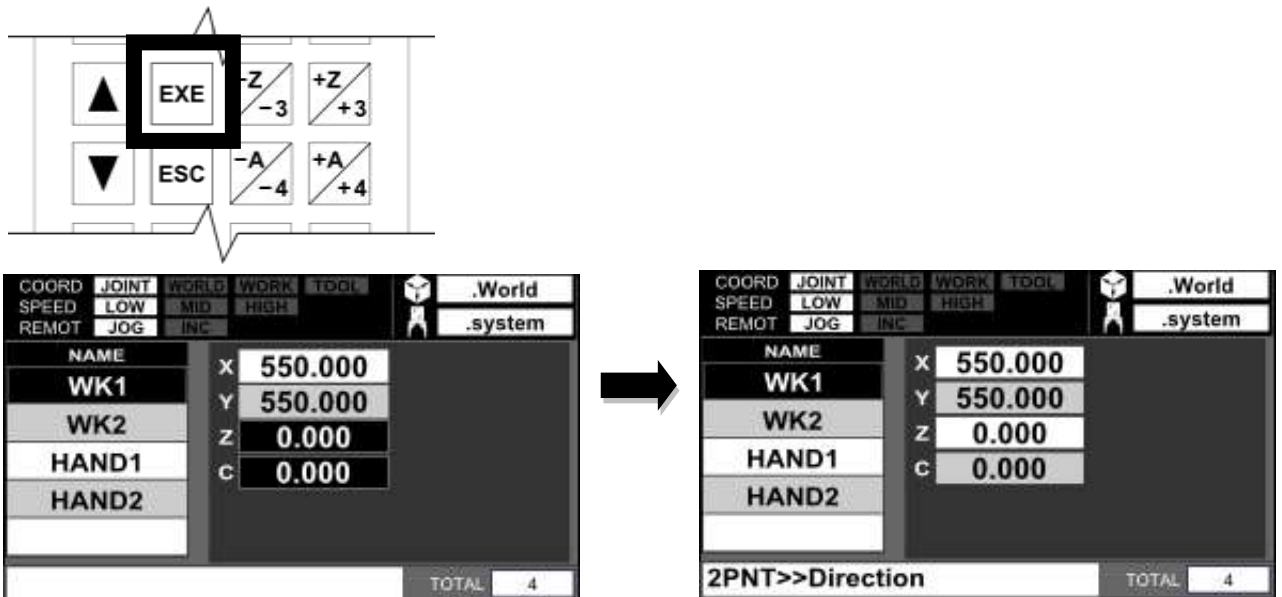 EXE
-Z
-3
+Z
+3
ESC
-A
-4
+A
+4
COORD JOINT WORLD WORK TOOL
SPEED LOW MID HIGH
REMOT JOG INC
.World
.system
NAME
WK1
WK2
HAND1
HAND2
X 550.000
Y 550.000
Z 0.000
C 0.000
TOTAL 4
COORD JOINT WORLD WORK TOOL
SPEED LOW MID HIGH
REMOT JOG INC
.World
.system
NAME
WK1
WK2
HAND1
HAND2
X 550.000
Y 550.000
Z 0.000
C 0.000
2PNT>>Direction
TOTAL 4